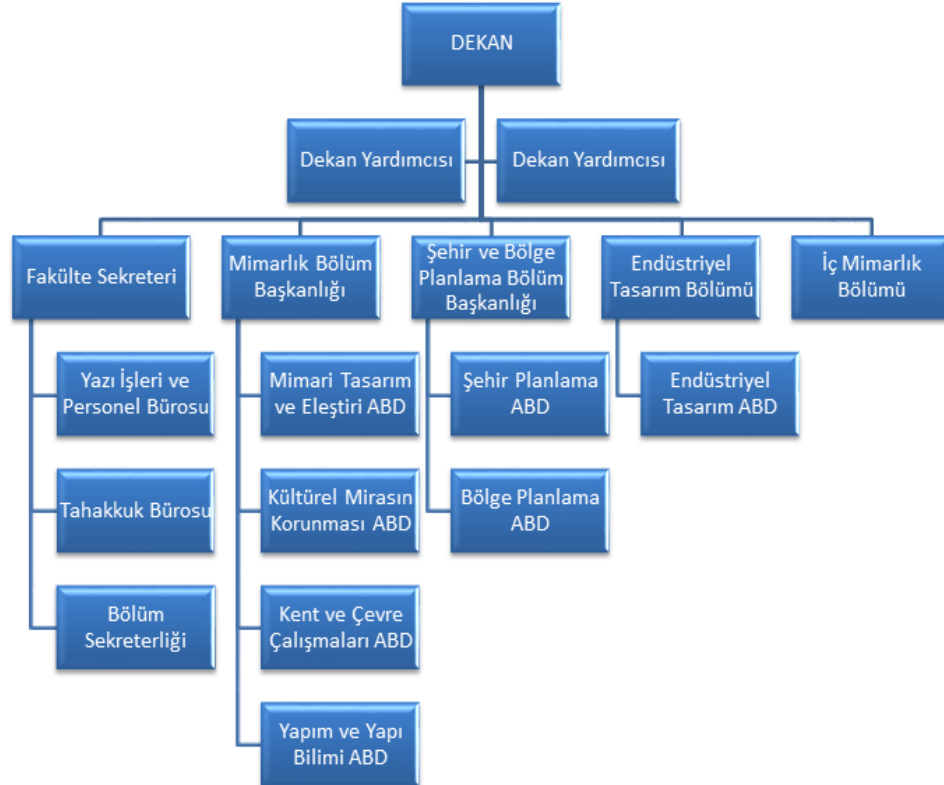 DEKAN
Dekan Yardımcısı
Dekan Yardımcısı
Fakülte Sekreteri
Mimarlık Bölüm
Başkanlığı
Şehir ve Bölge
Planlama Bölüm
Başkanlığı
Endüstriyel
Tasarım Bölümü
İç Mimarlık
Bölümü
Yazı İşleri ve
Personel Bürosu
Mimari Tasarım
ve Eleştiri ABD
Şehir Planlama
ABD
Endüstriyel
Tasarım ABD
Tahakkuk Bürosu
Kültürel Mirasın
Korunması ABD
Bölge Planlama
ABD
Bölüm
Sekreterliği
Kent ve Çevre
Çalışmaları ABD
Yapım ve Yapı
Bilimi ABD